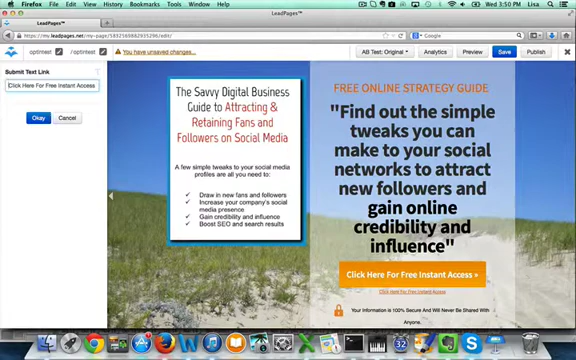 Firefox File Edit View History Bookmarks Tools Window Help
Wed 3:50 PM Lisa
LeadPages™
LeadPages™
https://my.leadpages.net/my-page/
Google
optimeet
/optimeet
You have unsaved changes...
AB Test: Original
Analytics
Preview
Save
Publish
Submit Text Link
Click Here For Free Instant Access
Okay
Cancel
The Savvy Digital Business
Guide to Attracting &
Retaining Fans and
Followers on Social Media
A few simple tweaks to your social media
profiles are all you need to:
✓ Draw in new fans and followers
✓ Increase your company's social
media presence
✓ Gain credibility and influence
✓ Boost SEO and search results
FREE ONLINE STRATEGY GUIDE
"Find out the simple
tweaks you can
make to your social
networks to attract
new followers and
gain online
credibility and
influence"
Click Here For Free Instant Access »
Click Here For Free Instant Access
Your Information is 100% Secure And Will Never Be Shared With
Anyone.